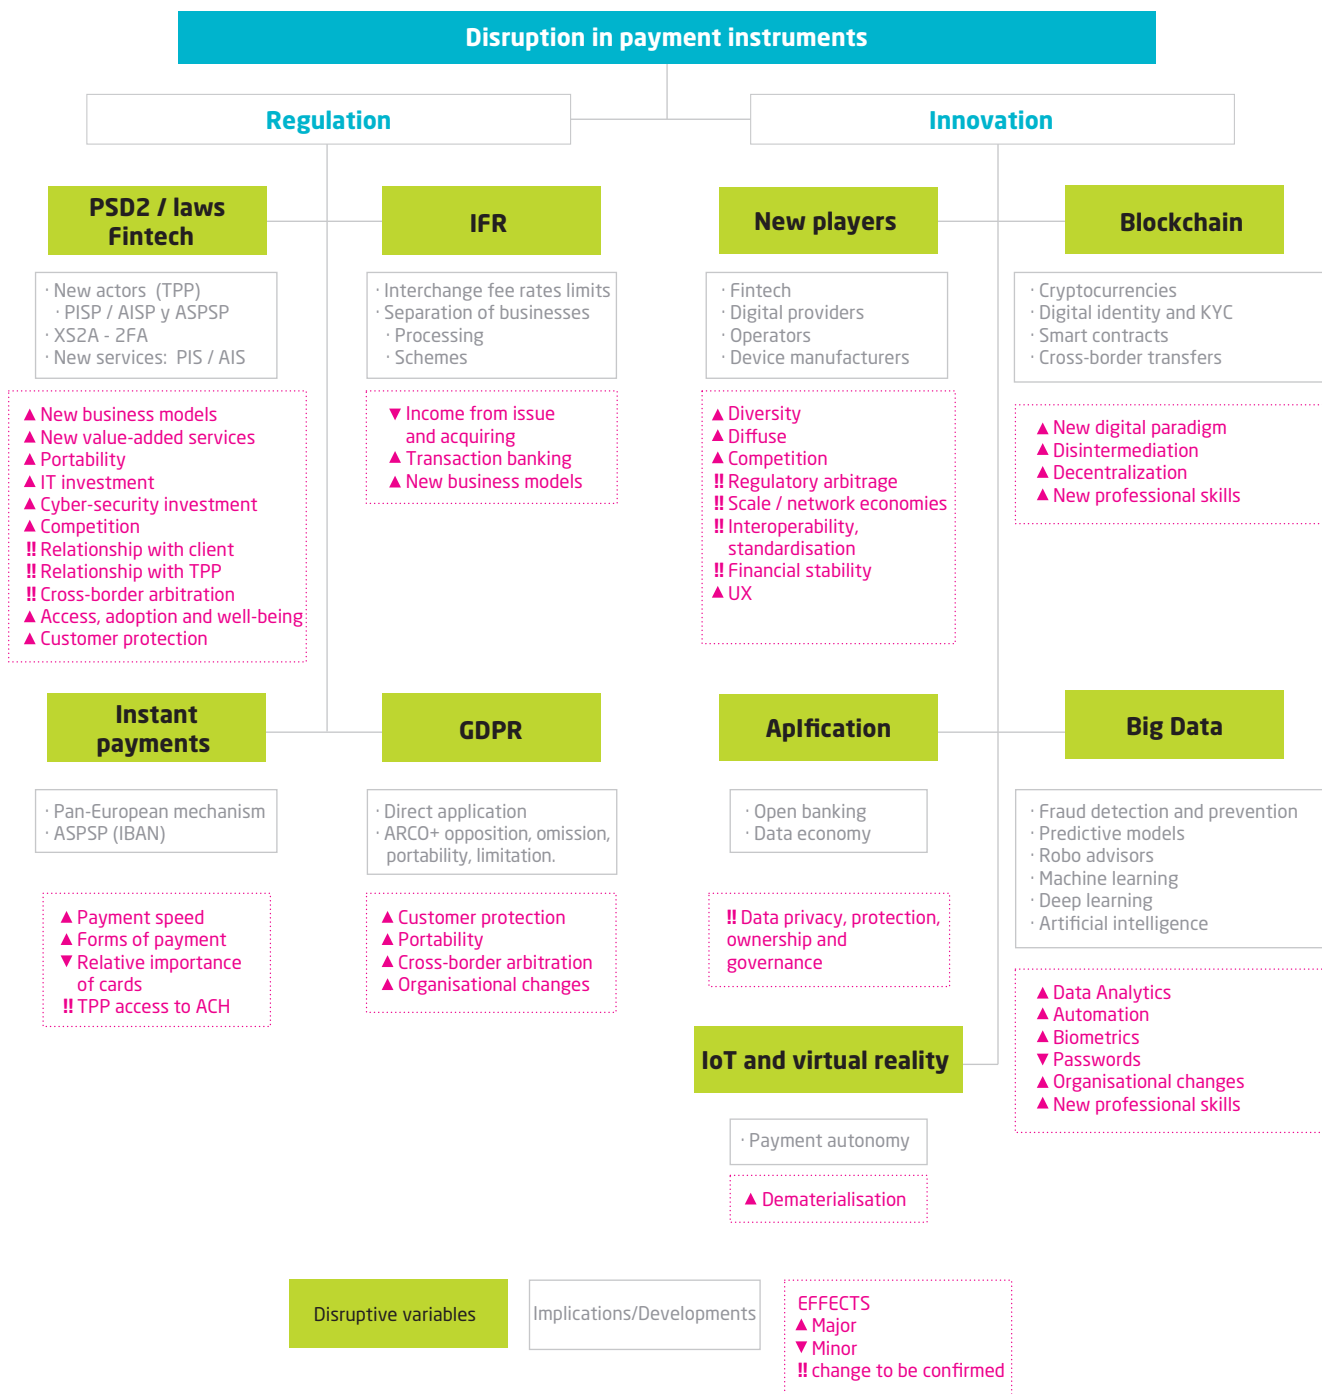 Disruption in payment instruments
Regulation
Innovation
PSD2 / laws
Fintech
· New actors (TPP)
· PISP / AISP y ASPSP
· XS2A - 2FA
· New services: PIS / AIS
▲ New business models
▲ New value-added services
▲ Portability
▲ IT investment
▲ Cyber-security investment
▲ Competition
!! Relationship with client
!! Relationship with TPP
!! Cross-border arbitration
▲ Access, adoption and well-being
▲ Customer protection
IFR
· Interchange fee rates limits
· Separation of businesses
· Processing
· Schemes
▼ Income from issue
and acquiring
▲ Transaction banking
▲ New business models
New players
· Fintech
· Digital providers
· Operators
· Device manufacturers
▲ Diversity
▲ Diffuse
▲ Competition
!! Regulatory arbitrage
!! Scale / network economies
!! Interoperability,
standardisation
!! Financial stability
▲ UX
Blockchain
· Cryptocurrencies
· Digital identity and KYC
· Smart contracts
· Cross-border transfers
▲ New digital paradigm
▲ Disintermediation
▲ Decentralization
▲ New professional skills
Instant
payments
· Pan-European mechanism
· ASPSP (IBAN)
▲ Payment speed
▲ Forms of payment
▼ Relative importance
of cards
!! TPP access to ACH
GDPR
· Direct application
· ARCO+ opposition, omission,
portability, limitation.
▲ Customer protection
▲ Portability
▲ Cross-border arbitration
▲ Organisational changes
ApIfication
· Open banking
· Data economy
!! Data privacy, protection,
ownership and
governance
Big Data
· Fraud detection and prevention
· Predictive models
· Robo advisors
· Machine learning
· Deep learning
· Artificial intelligence
▲ Data Analytics
▲ Automation
▲ Biometrics
▼ Passwords
▲ Organisational changes
▲ New professional skills
IoT and virtual reality
· Payment autonomy
▲ Dematerialisation
Disruptive variables
Implications/Developments
EFFECTS
▲ Major
▼ Minor
!! change to be confirmed